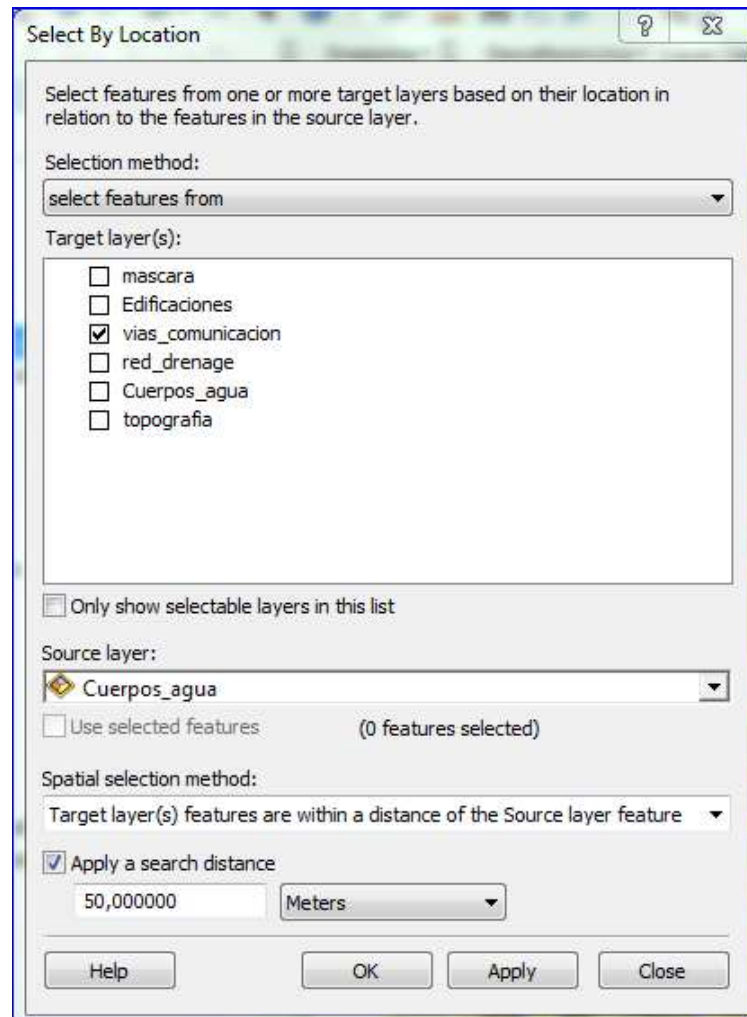 Select By Location
Select features from one or more target layers based on their location in
relation to the features in the source layer.
Selection method:
select features from
Target layer(s):
mascara
Edificaciones
vias_comunicacion
red_drenage
Cuerpos_agua
topografia
Only show selectable layers in this list
Source layer:
Cuerpos_agua
Use selected features (0 features selected)
Spatial selection method:
Target layer(s) features are within a distance of the Source layer feature
Apply a search distance
50,000000 Meters
Help OK Apply Close